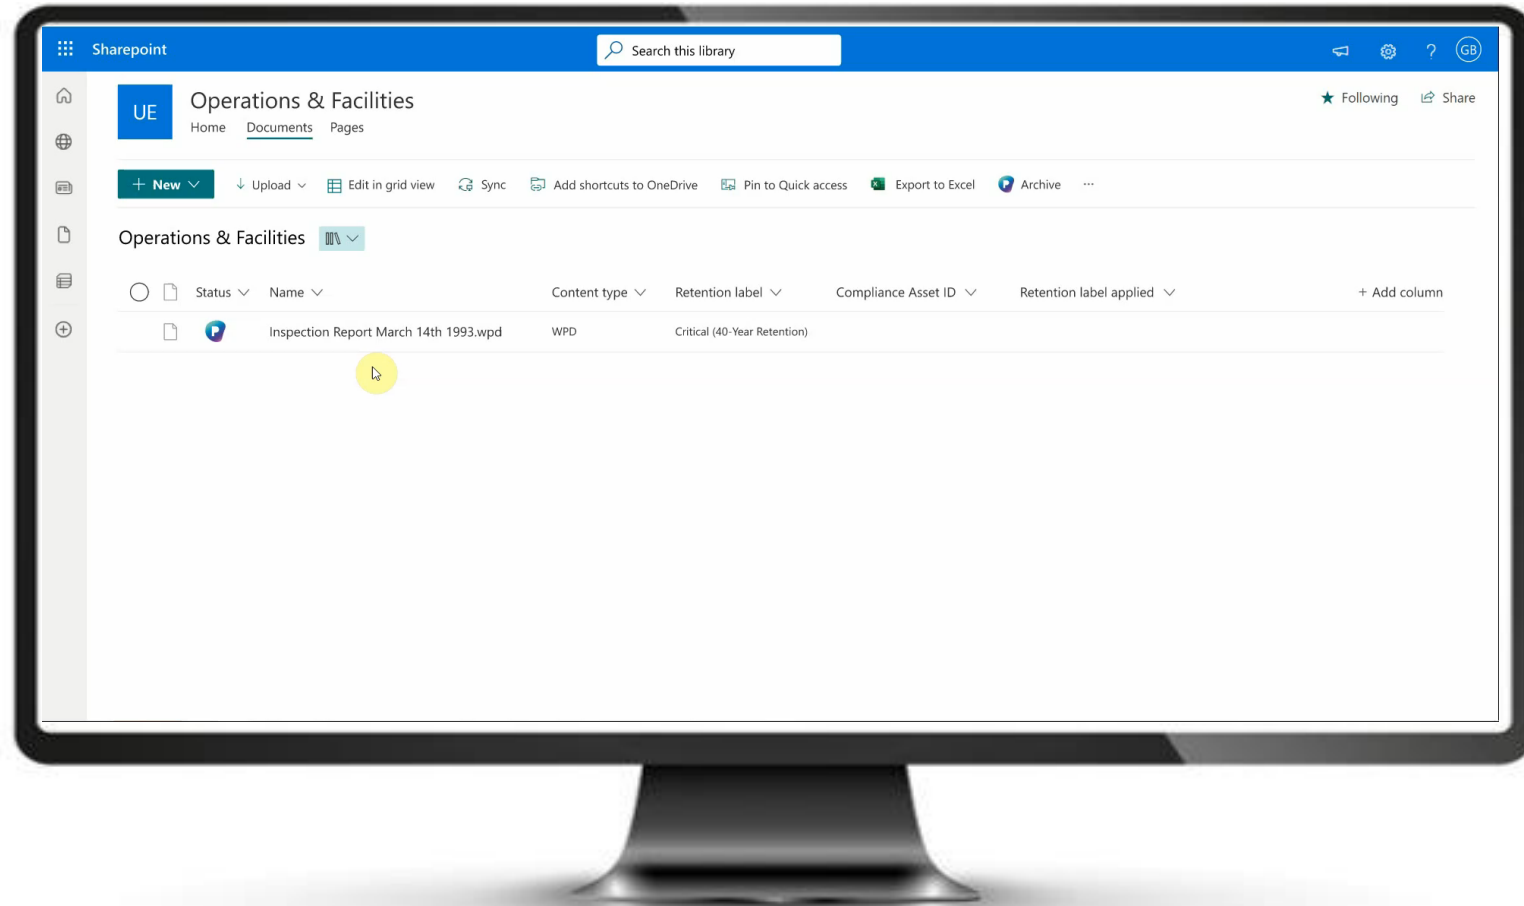 Sharepoint
Search this library
?
GB
UE
Operations & Facilities
Following
Share
Home Documents Pages
+ New
Upload
Edit in grid view
Sync
Add shortcuts to OneDrive
Pin to Quick access
Export to Excel
Archive
...
Operations & Facilities
Status Name Content type Retention label Compliance Asset ID Retention label applied + Add column
P Inspection Report March 14th 1993.wpd WPD Critical (40-Year Retention)